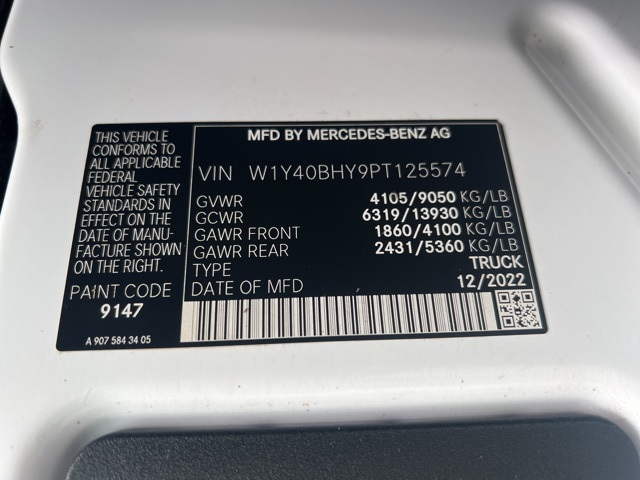 THIS VEHICLE
CONFORMS TO ALL
APPLICABLE
FEDERAL
VEHICLE SAFETY
STANDARDS IN
EFFECT ON THE
DATE OF MANU-
FACTURE SHOWN
ON THE RIGHT.
PAINT CODE
9147
A 907 584 34 05
MFD BY MERCEDES-BENZ AG
VIN W1Y40BHY9PT125574
GVWR 4105/9050 KG/LB
GCWR 6319/13930 KG/LB
GAWR FRONT 1860/4100 KG/LB
GAWR REAR 2431/5360 KG/LB
TYPE TRUCK
DATE OF MFD 12/2022